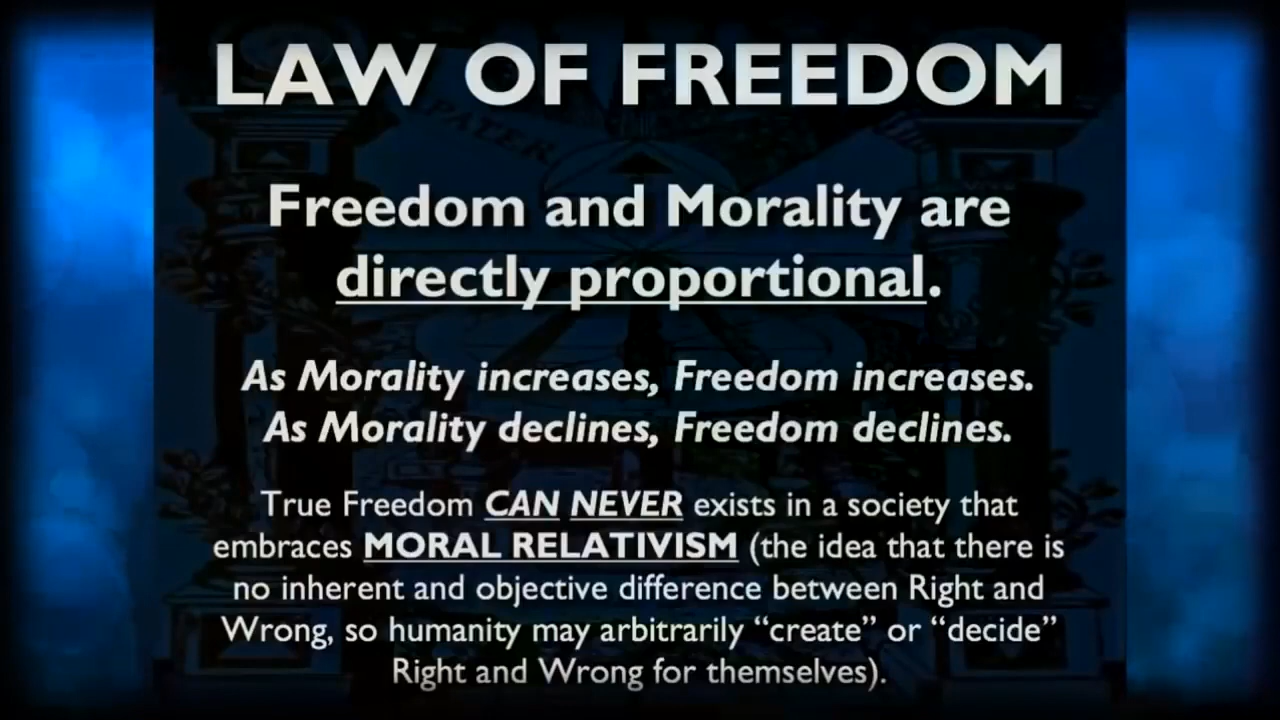 LAW OF FREEDOM
PATER
Freedom and Morality are
directly proportional.
As Morality increases, Freedom increases.
As Morality declines, Freedom declines.
True Freedom CAN NEVER exists in a society that
embraces MORAL RELATIVISM (the idea that there is
no inherent and objective difference between Right and
Wrong, so humanity may arbitrarily “create” or “decide”
Right and Wrong for themselves).